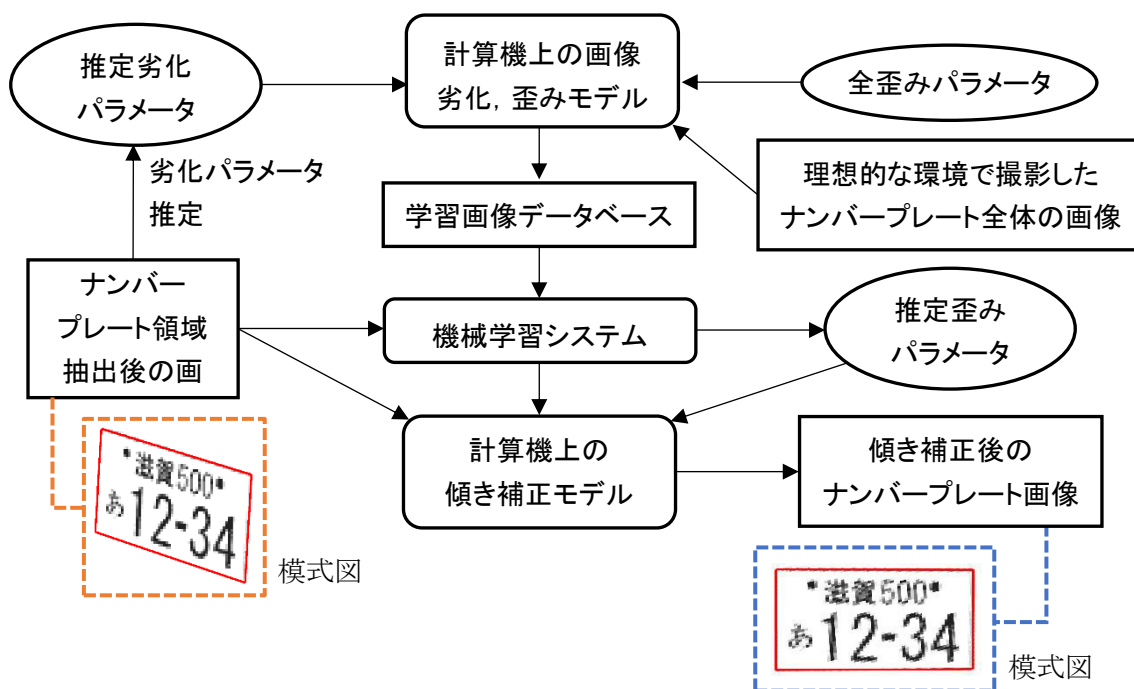 推定劣化
パラメータ
計算機上の画像
劣化, 歪みモデル
全歪みパラメータ
劣化パラメータ
推定
理想的な環境で撮影した
ナンバープレート全体の画像
学習画像データベース
ナンバー
プレート領域
抽出後の画
機械学習システム
推定歪み
パラメータ
計算機上の
傾き補正モデル
傾き補正後の
ナンバープレート画像
滋賀500
あ12-34
模式図
滋賀500
あ12-34
模式図